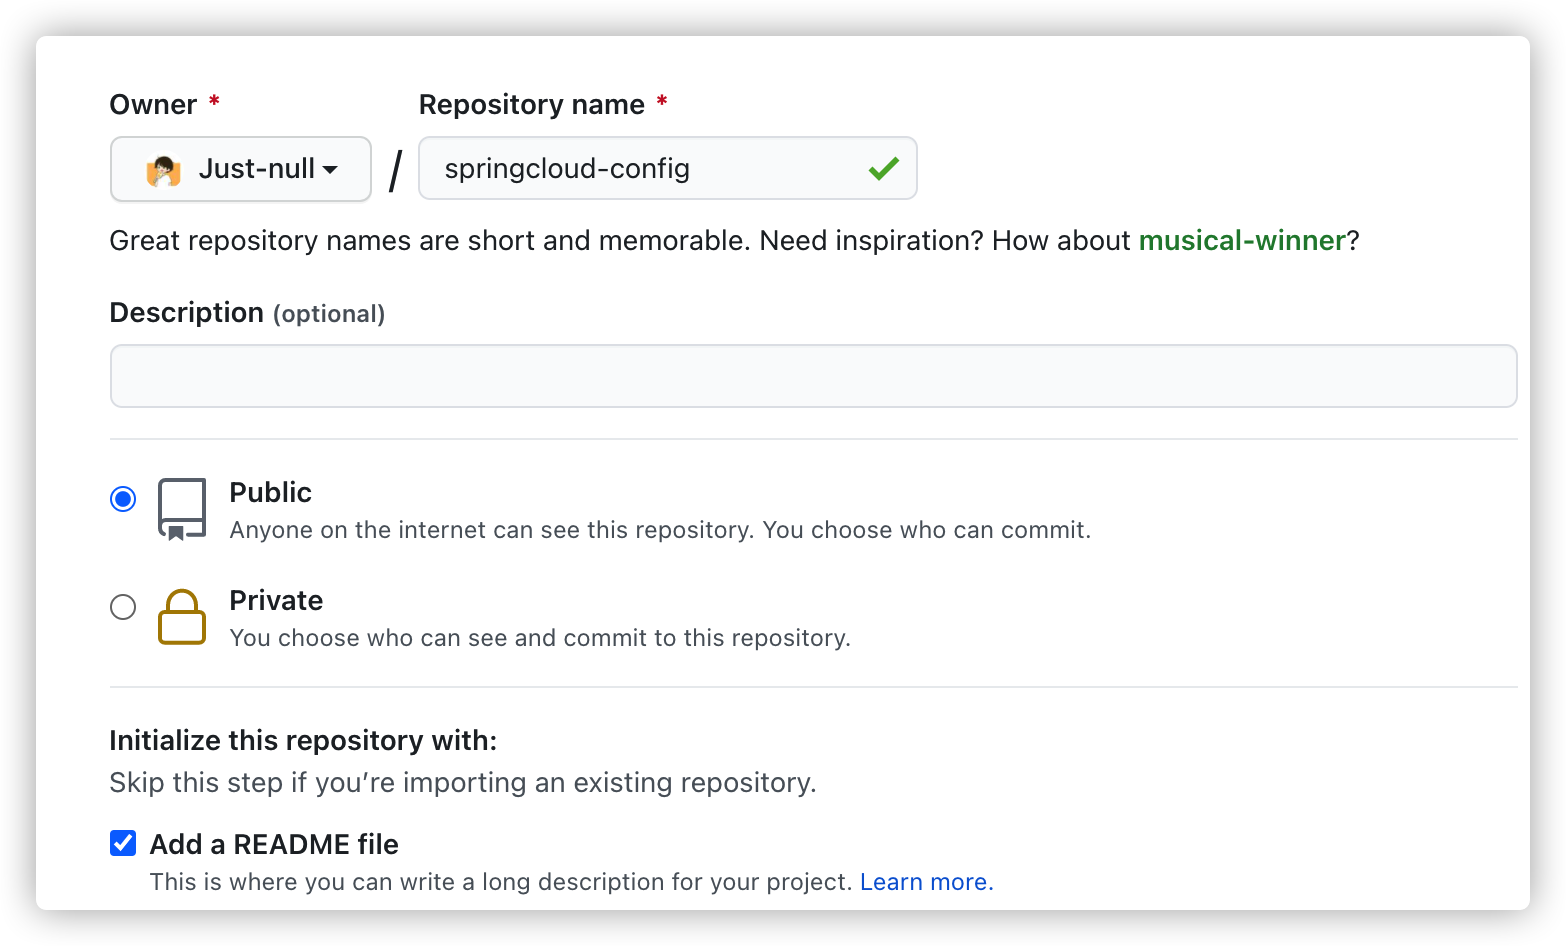 Owner *
Repository name *
Just-null / springcloud-config
Great repository names are short and memorable. Need inspiration? How about musical-winner?
Description (optional)
Public
Anyone on the internet can see this repository. You choose who can commit.
Private
You choose who can see and commit to this repository.
Initialize this repository with:
Skip this step if you’re importing an existing repository.
Add a README file
This is where you can write a long description for your project. Learn more.